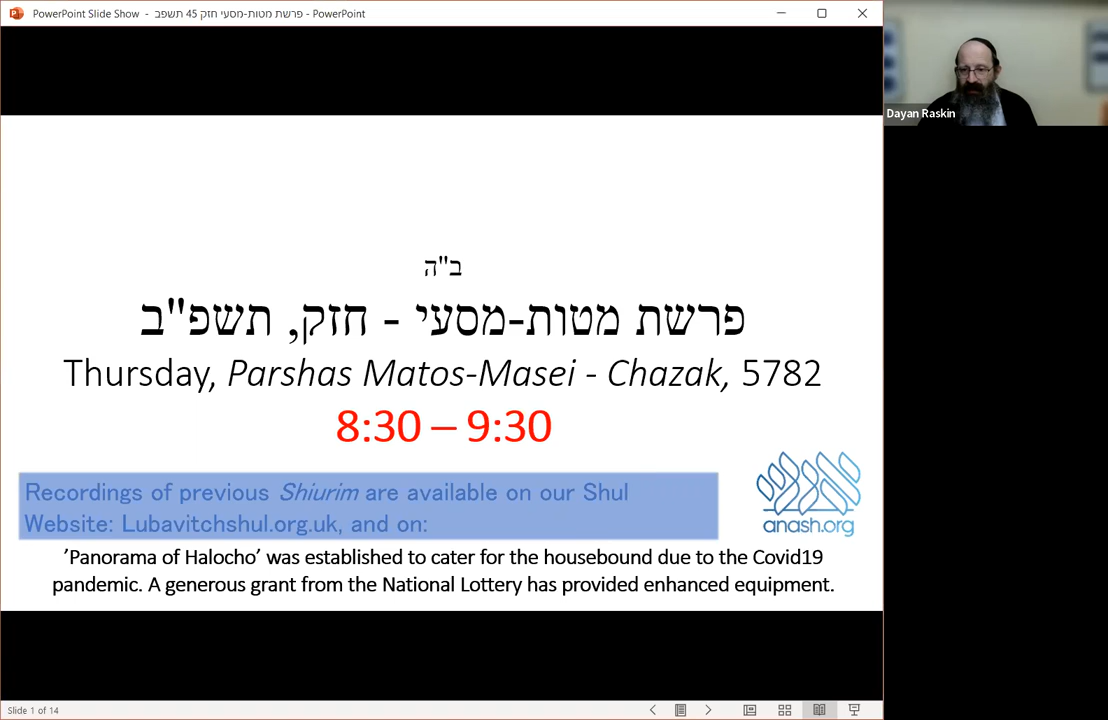 PowerPoint Slide Show - פרשת מטות-מסעי חזק 45 תשפב - PowerPoint
Dayan Raskin
ב"ה
פרשת מטות-מסעי - חזק, תשפ"ב
Thursday, Parshas Matos-Masei - Chazak, 5782
8:30 – 9:30
Recordings of previous Shiurim are available on our Shul
Website: Lubavitchshul.org.uk, and on:
anash.org
’Panorama of Halocho’ was established to cater for the housebound due to the Covid19
pandemic. A generous grant from the National Lottery has provided enhanced equipment.
Slide 1 of 14